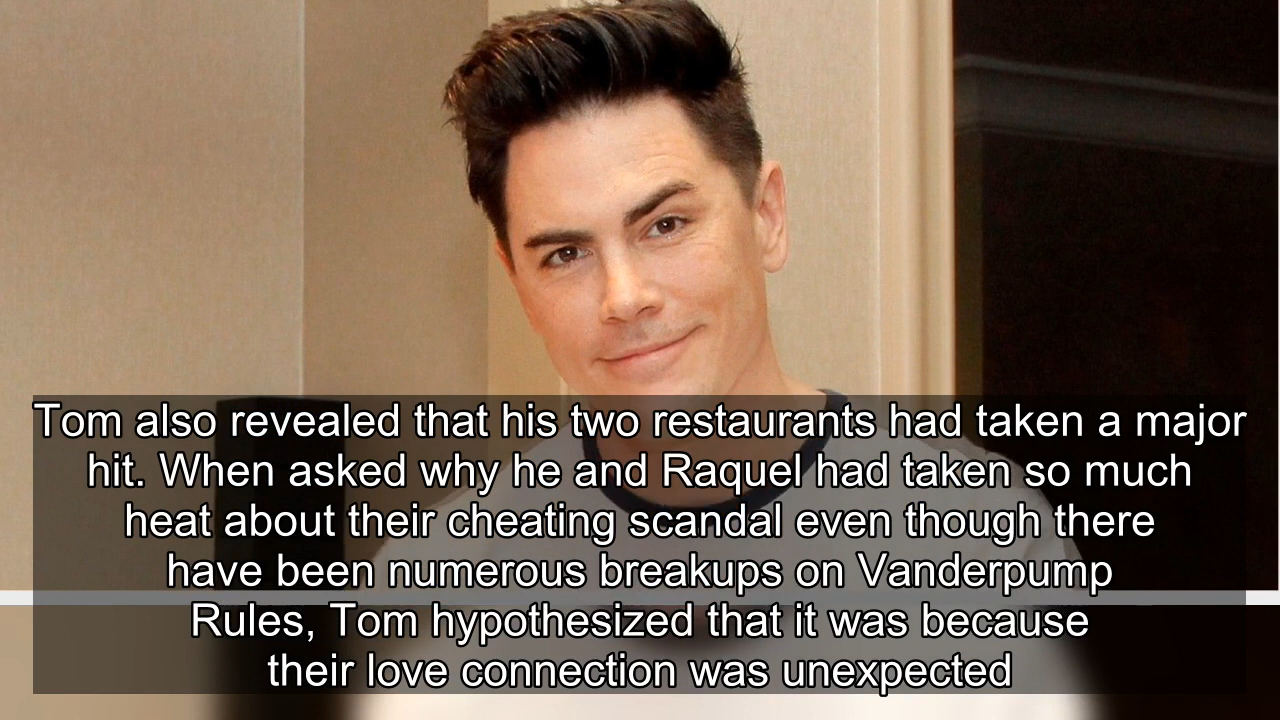 Tom also revealed that his two restaurants had taken a major
hit. When asked why he and Raquel had taken so much
heat about their cheating scandal even though there
have been numerous breakups on Vanderpump
Rules, Tom hypothesized that it was because
their love connection was unexpected